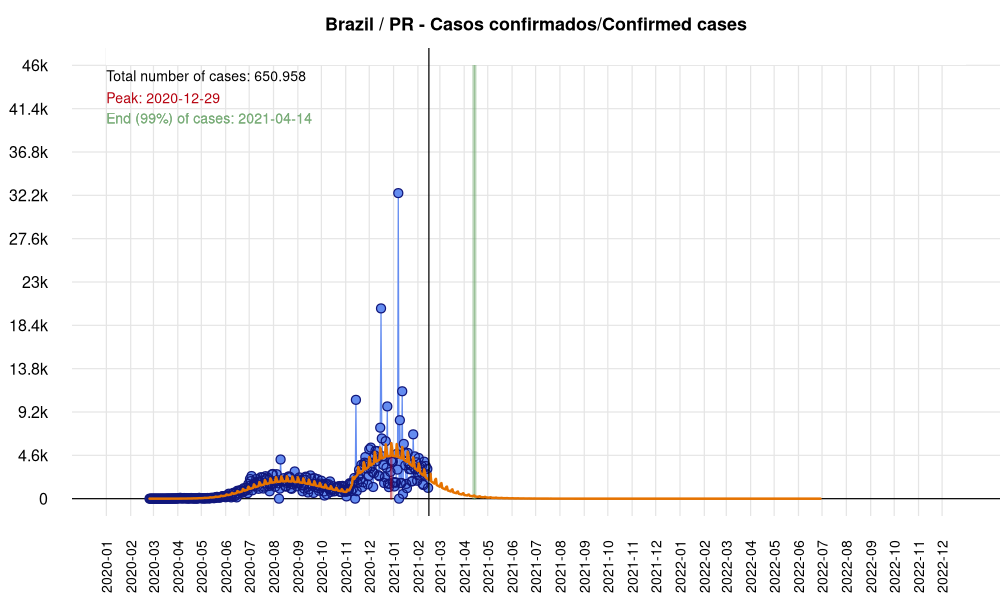 Brazil / PR - Casos confirmados/Confirmed cases
Total number of cases: 650.958
Peak: 2020-12-29
End (99%) of cases: 2021-04-14
46k
41.4k
36.8k
32.2k
27.6k
23k
18.4k
13.8k
9.2k
4.6k
0
2020-01
2020-02
2020-03
2020-04
2020-05
2020-06
2020-07
2020-08
2020-09
2020-10
2020-11
2020-12
2021-01
2021-03
2021-04
2021-05
2021-06
2021-07
2021-08
2021-09
2021-10
2021-11
2021-12
2022-01
2022-02
2022-03
2022-04
2022-05
2022-06
2022-07
2022-08
2022-09
2022-10
2022-11
2022-12